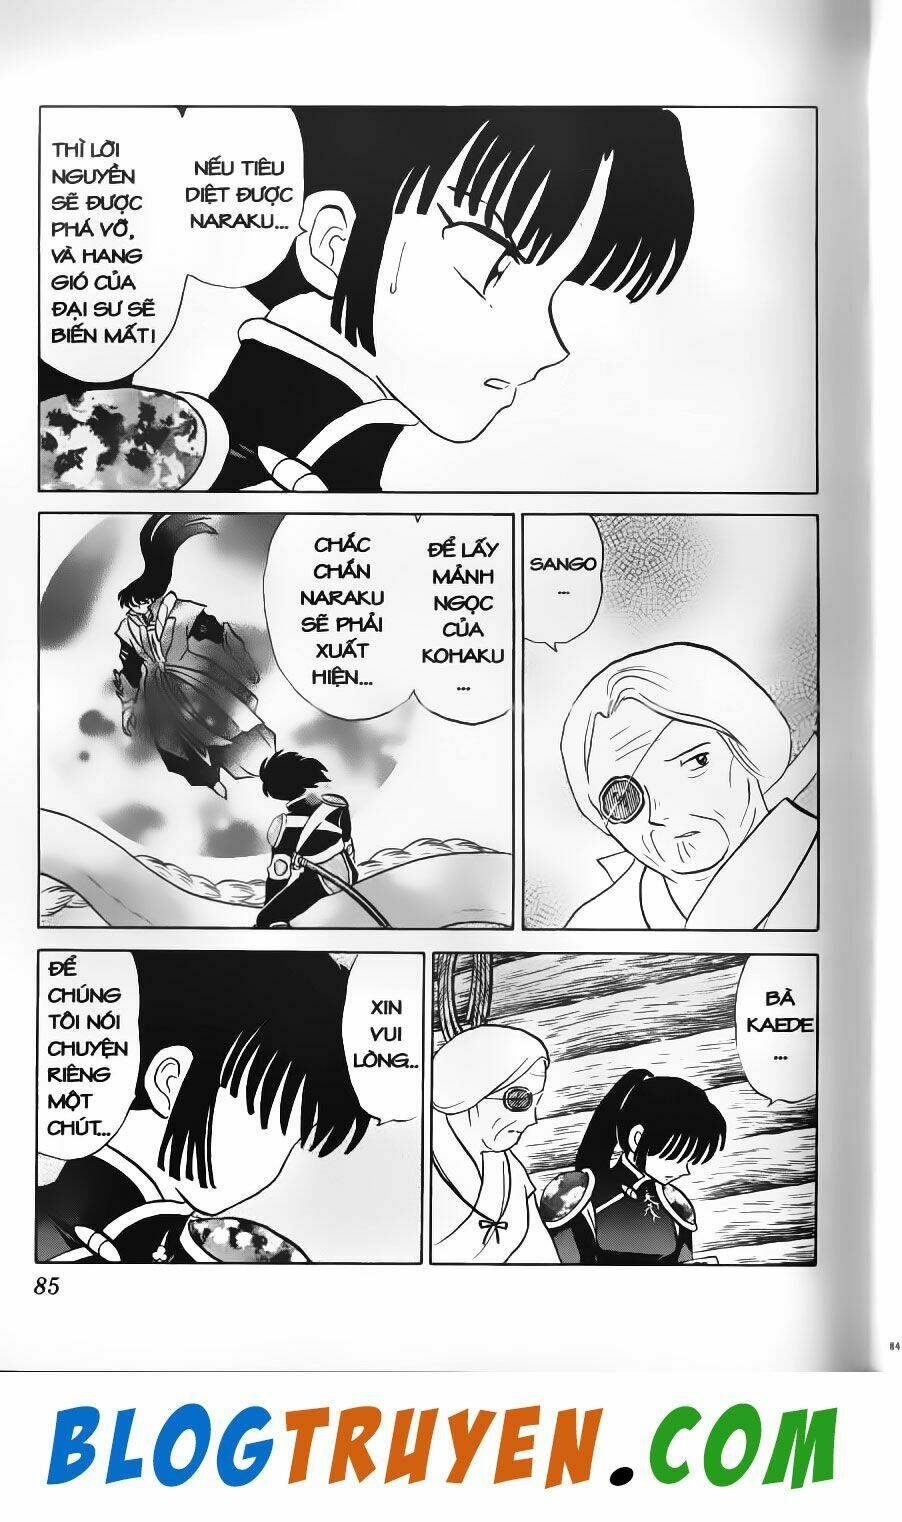 NẾU TIÊU
DIỆT ĐƯỢC
NARAKU...
THÌ LỜI
NGUYỀN
SẼ ĐƯỢC
PHÁ VỠ,
VÀ HANG
GIÓ CỦA
ĐẠI SƯ SẼ
BIẾN MẤT!
SANGO
...
ĐỂ LẤY
MẢNH
NGỌC
CỦA
KOHAKU
...
CHẮC
CHẮN
NARAKU
SẼ PHẢI
XUẤT
HIỆN...
BÀ
KAEDE
...
XIN
VUI
LÒNG...
ĐỂ
CHÚNG
TÔI NÓI
CHUYỆN
RIÊNG
MỘT
CHÚT...
85
84
BLOGTRUYEN.COM